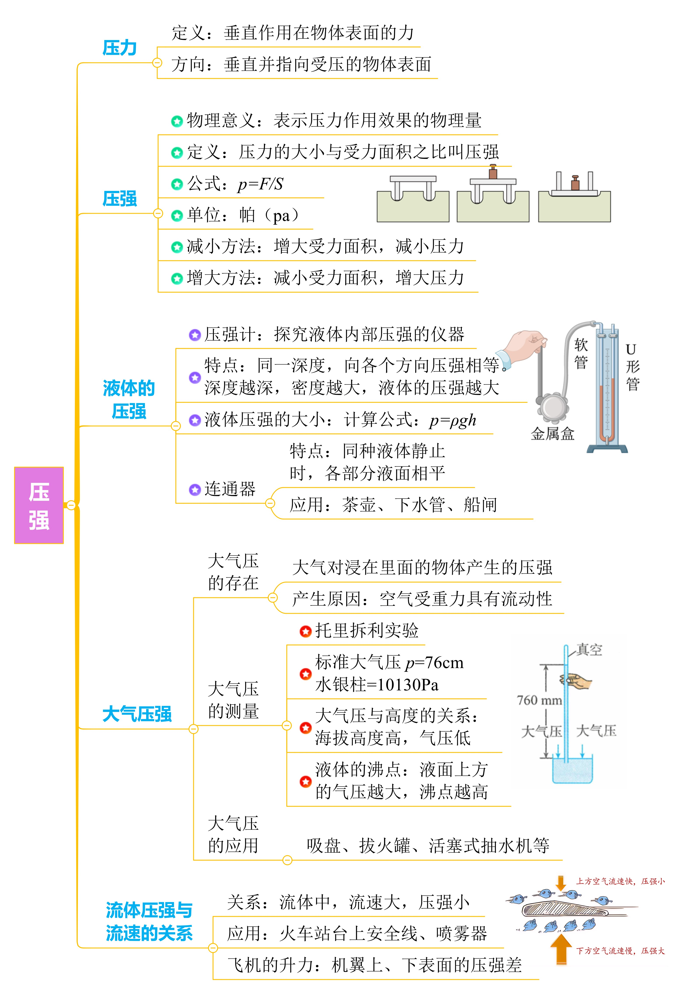 压力
定义：垂直作用在物体表面的力
方向：垂直并指向受压的物体表面
压强
物理意义：表示压力作用效果的物理量
定义：压力的大小与受力面积之比叫压强
公式：p=F/S
单位：帕（pa）
减小方法：增大受力面积，减小压力
增大方法：减小受力面积，增大压力
液体的
压强
压强计：探究液体内部压强的仪器
特点：同一深度，向各个方向压强相等。
深度越深，密度越大，液体的压强越大
液体压强的大小：计算公式：p=ρgh
连通器
特点：同种液体静止
时，各部分液面相平
应用：茶壶、下水管、船闸
软管
U形管
金属盒
压强
大气压强
大气压
的存在
大气对浸在里面的物体产生的压强
产生原因：空气受重力具有流动性
大气压
的测量
托里拆利实验
标准大气压 p=76cm
水银柱=10130Pa
大气压与高度的关系：
海拔高度高，气压低
液体的沸点：液面上方
的气压越大，沸点越高
真空
760 mm
大气压
大气压
大气压
的应用
吸盘、拔火罐、活塞式抽水机等
流体压强与
流速的关系
关系：流体中，流速大，压强小
应用：火车站台上安全线、喷雾器
飞机的升力：机翼上、下表面的压强差
上方空气流速快，压强小
下方空气流速慢，压强大